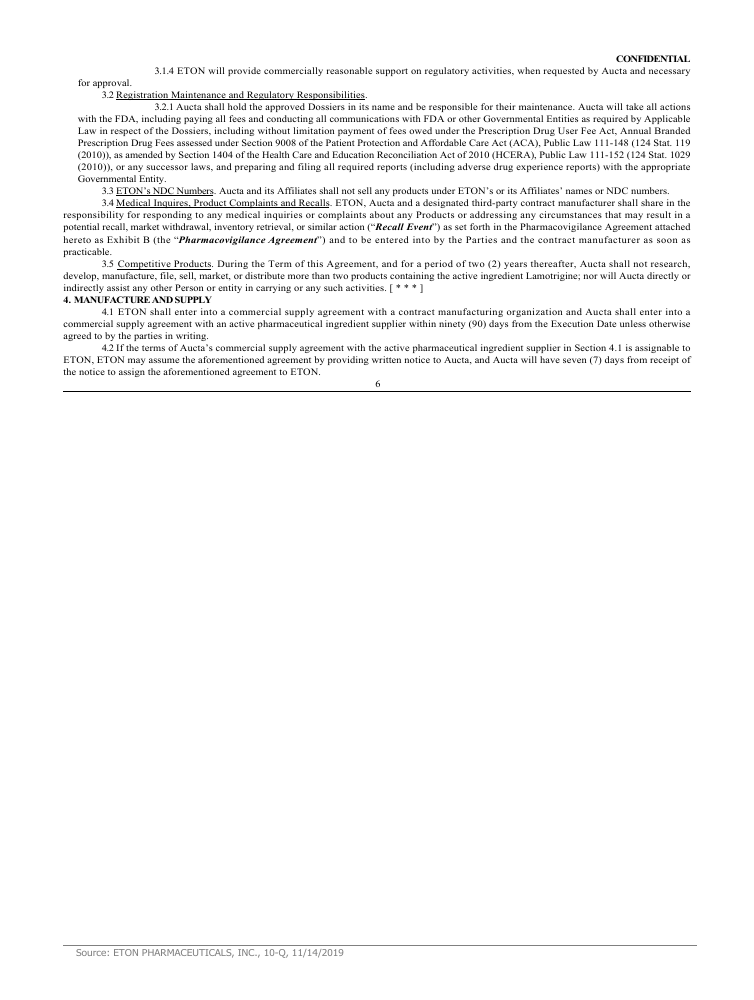 CONFIDENTIAL
3.1.4 ETON will provide commercially reasonable support on regulatory activities, when requested by Aucta and necessary
for approval.
3.2 Registration Maintenance and Regulatory Responsibilities.
3.2.1 Aucta shall hold the approved Dossiers in its name and be responsible for their maintenance. Aucta will take all actions
with the FDA, including paying all fees and conducting all communications with FDA or other Governmental Entities as required by Applicable
Law in respect of the Dossiers, including without limitation payment of fees owed under the Prescription Drug User Fee Act, Annual Branded
Prescription Drug Fees assessed under Section 9008 of the Patient Protection and Affordable Care Act (ACA), Public Law 111-148 (124 Stat. 119
(2010)), as amended by Section 1404 of the Health Care and Education Reconciliation Act of 2010 (HCERA), Public Law 111-152 (124 Stat. 1029
(2010)), or any successor laws, and preparing and filing all required reports (including adverse drug experience reports) with the appropriate
Governmental Entity.
3.3 ETON's NDC Numbers. Aucta and its Affiliates shall not sell any products under ETON's or its Affiliates' names or NDC numbers.
3.4 Medical Inquires, Product Complaints and Recalls. ETON, Aucta and a designated third-party contract manufacturer shall share in the
responsibility for responding to any medical inquiries or complaints about any Products or addressing any circumstances that may result in a
potential recall, market withdrawal, inventory retrieval, or similar action ("Recall Event") as set forth in the Pharmacovigilance Agreement attached
hereto as Exhibit B (the "Pharmacovigilance Agreement") and to be entered into by the Parties and the contract manufacturer as soon as
practicable.
3.5 Competitive Products. During the Term of this Agreement, and for a period of two (2) years thereafter, Aucta shall not research,
develop, manufacture, file, sell, market, or distribute more than two products containing the active ingredient Lamotrigine; nor will Aucta directly or
indirectly assist any other Person or entity in carrying or any such activities. [ * * * ]
4. MANUFACTURE AND SUPPLY
4.1 ETON shall enter into a commercial supply agreement with a contract manufacturing organization and Aucta shall enter into a
commercial supply agreement with an active pharmaceutical ingredient supplier within ninety (90) days from the Execution Date unless otherwise
agreed to by the parties in writing.
4.2 If the terms of Aucta's commercial supply agreement with the active pharmaceutical ingredient supplier in Section 4.1 is assignable to
ETON, ETON may assume the aforementioned agreement by providing written notice to Aucta, and Aucta will have seven (7) days from receipt of
the notice to assign the aforementioned agreement to ETON.
6
Source: ETON PHARMACEUTICALS, INC., 10-Q, 11/14/2019